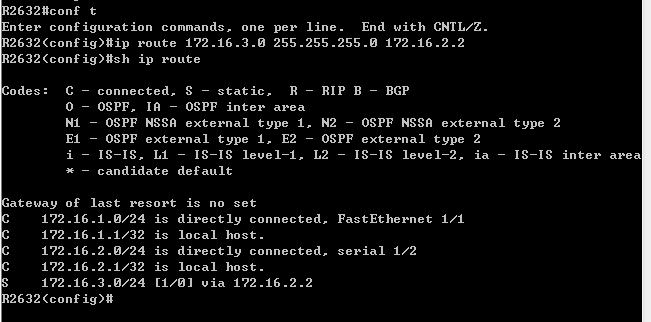 R2632#conf t
Enter configuration commands, one per line.  End with CNTL/Z.
R2632(config)#ip route 172.16.3.0 255.255.255.0 172.16.2.2
R2632(config)#sh ip route
Codes:  C - connected, S - static,  R - RIP B - BGP
O - OSPF, IA - OSPF inter area
N1 - OSPF NSSA external type 1, N2 - OSPF NSSA external type 2
E1 - OSPF external type 1, E2 - OSPF external type 2
i - IS-IS, L1 - IS-IS level-1, L2 - IS-IS level-2, ia - IS-IS inter area
* - candidate default
Gateway of last resort is no set
C    172.16.1.0/24 is directly connected, FastEthernet 1/1
C    172.16.1.1/32 is local host.
C    172.16.2.0/24 is directly connected, serial 1/2
C    172.16.2.1/32 is local host.
S    172.16.3.0/24 [1/0] via 172.16.2.2
R2632(config)#